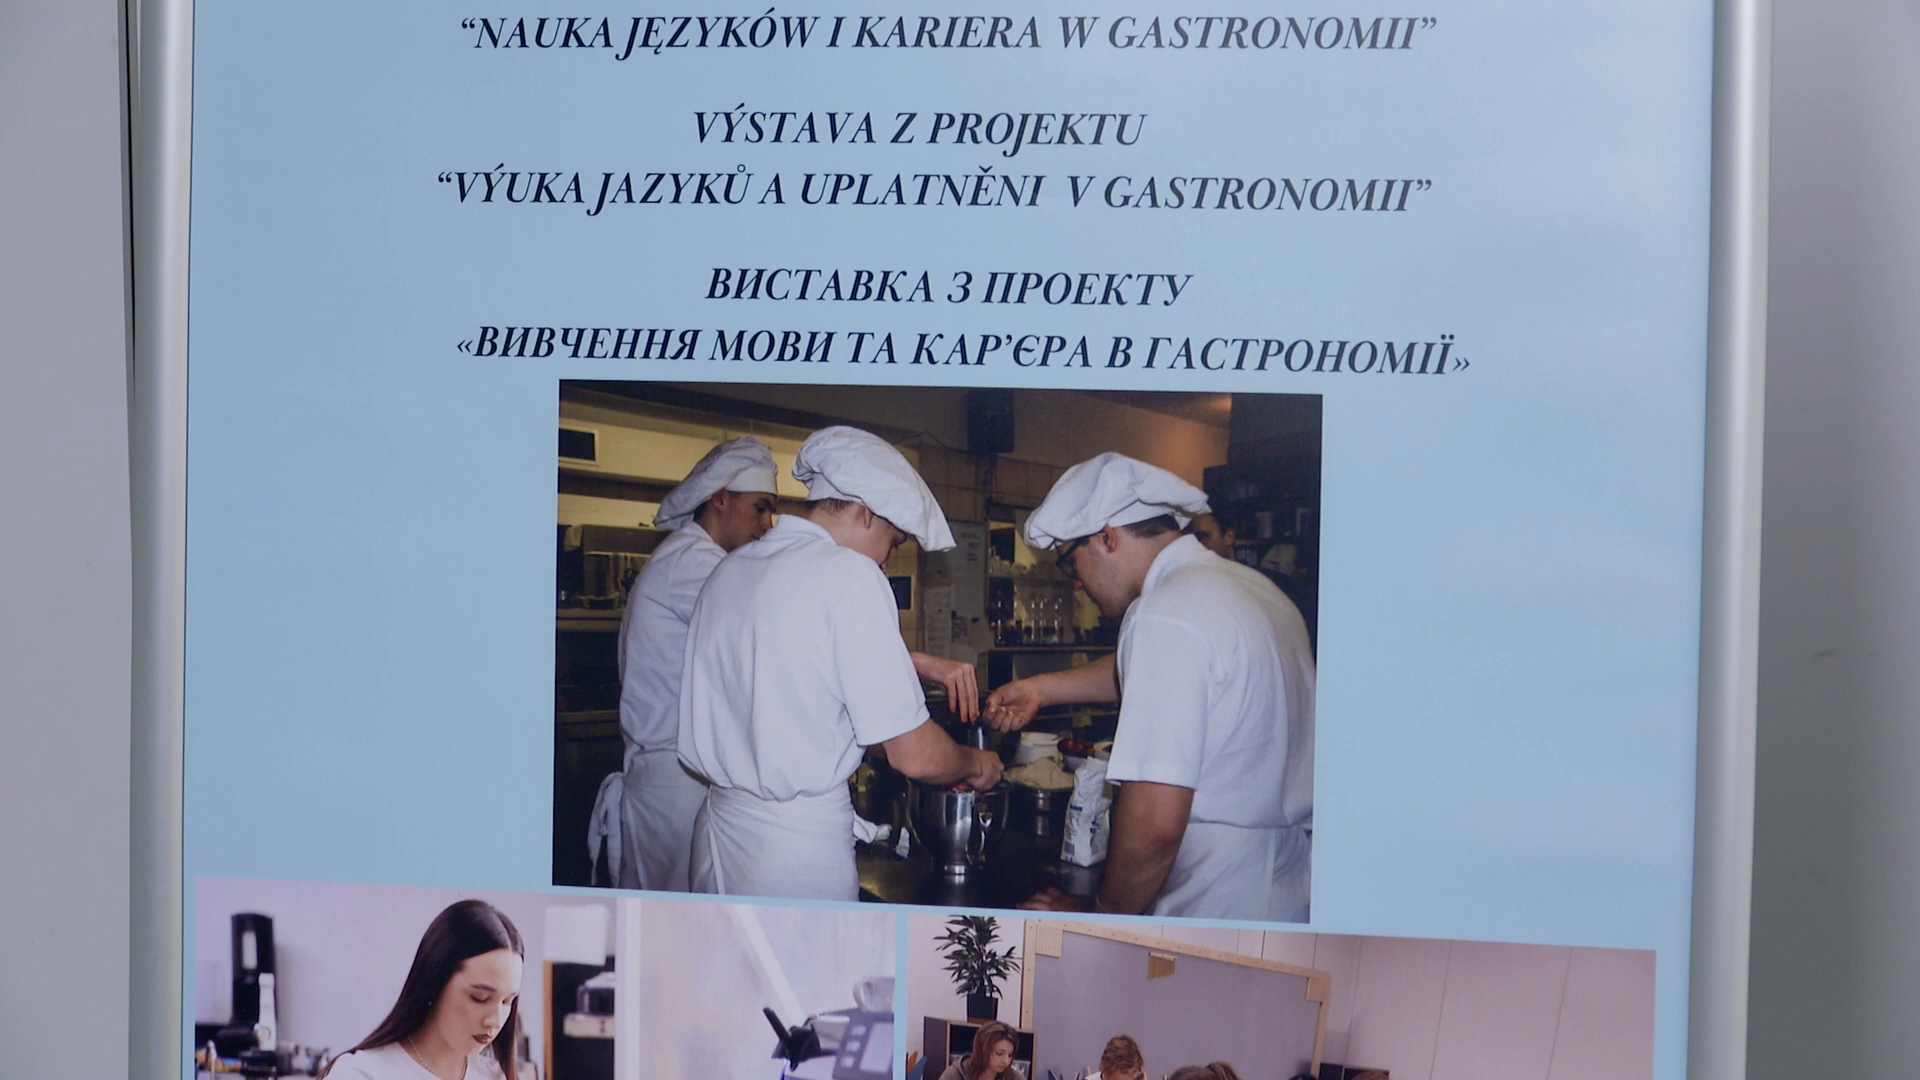 “NAUKA JĘZYKÓW I KARIERA W GASTRONOMII”
VÝSTAVA Z PROJEKTU
“VÝUKA JAZYKŮ A UPLATNĚNI V GASTRONOMII”
ВИСТАВКА З ПРОЕКТУ
«ВИВЧЕННЯ МОВИ ТА КАР’ЄРА В ГАСТРОНОМІЇ»